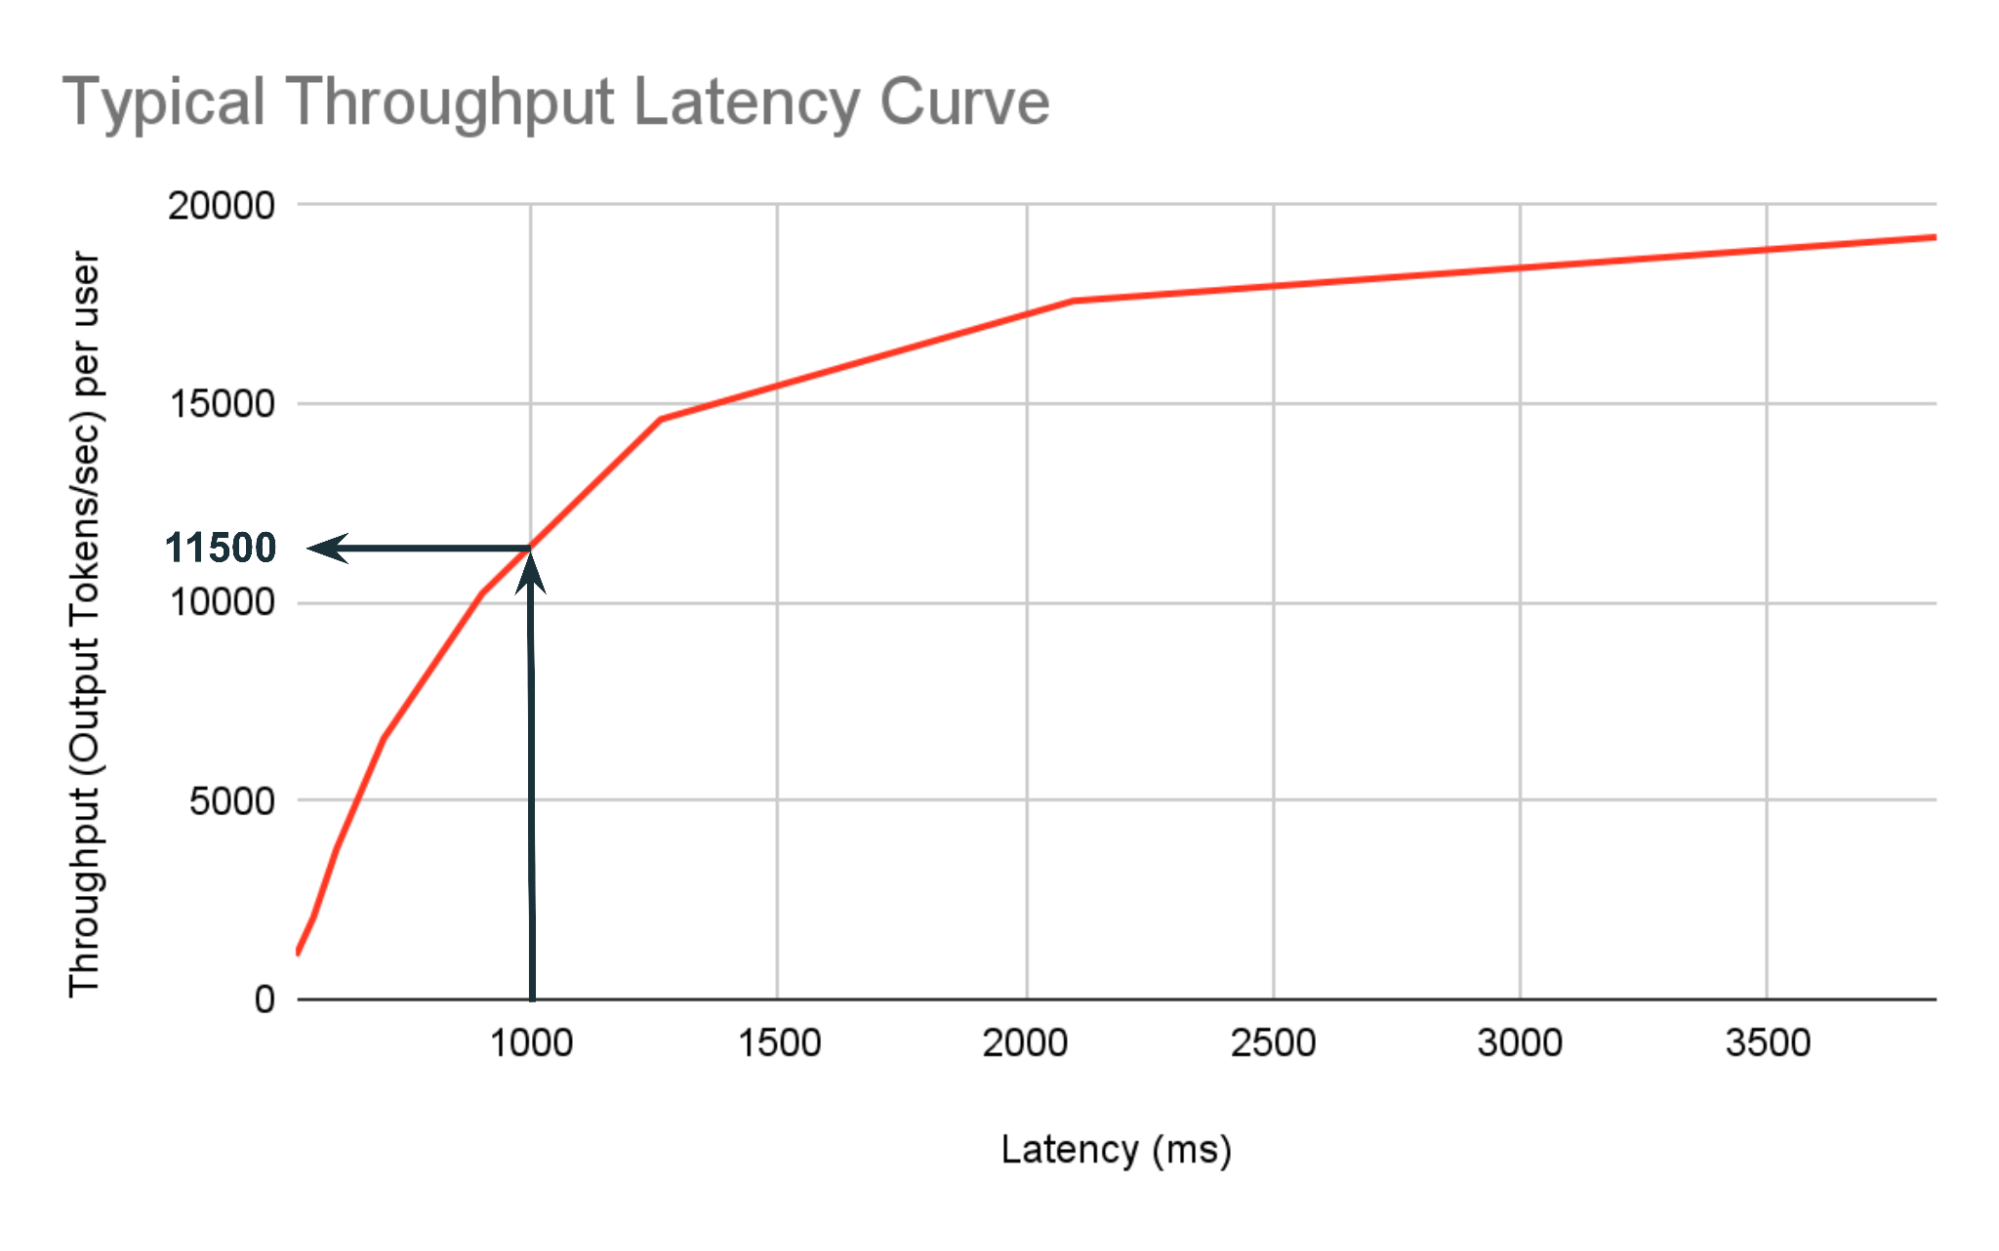 Typical Throughput Latency Curve
Throughput (Output Tokens/sec) per user
20000
15000
11500
10000
5000
0
1000 1500 2000 2500 3000 3500
Latency (ms)